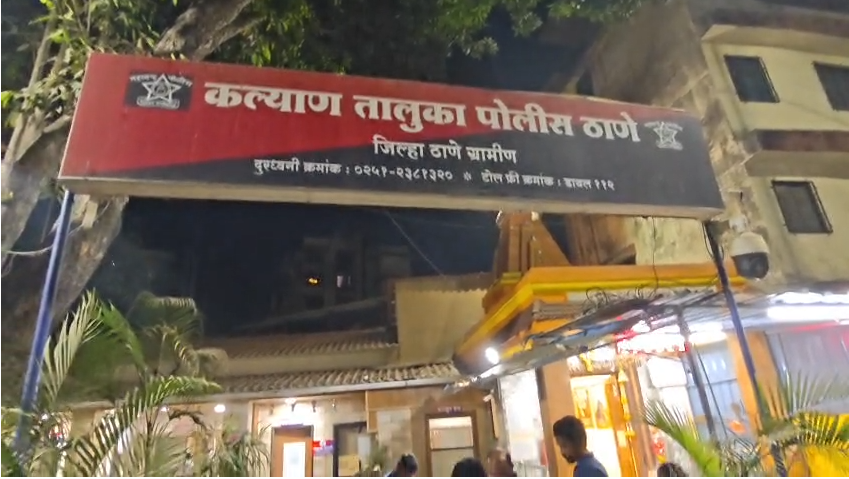 कल्याण तालुका पोलीस ठाणे
जिल्हा ठाणे ग्रामीण
दुरध्वनी क्रमांक : ०२५१-२३८१३२० * टोल फ्री क्रमांक : डायल ११२